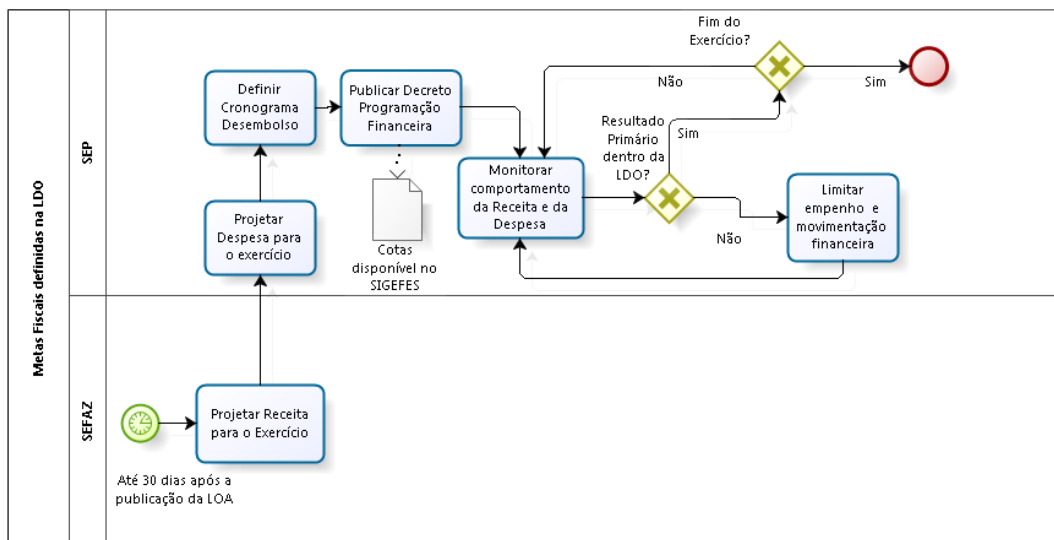 Metas Fiscais definidas na LDO
SEP
SEFAZ
Definir
Cronograma
Desembolso
Publicar Decreto
Programação
Financeira
Fim do
Exercício?
Não
Sim
Resultado
Primário
dentro da
LDO?
Sim
Não
Monitorar
comportamento
da Receita e da
Despesa
Limitar
empenho e
movimentação
financeira
Projetar
Despesa para
o exercício
Cotas
disponível no
SIGEFES
Projetar Receita
para o Exercício
Até 30 dias após a
publicação da LOA